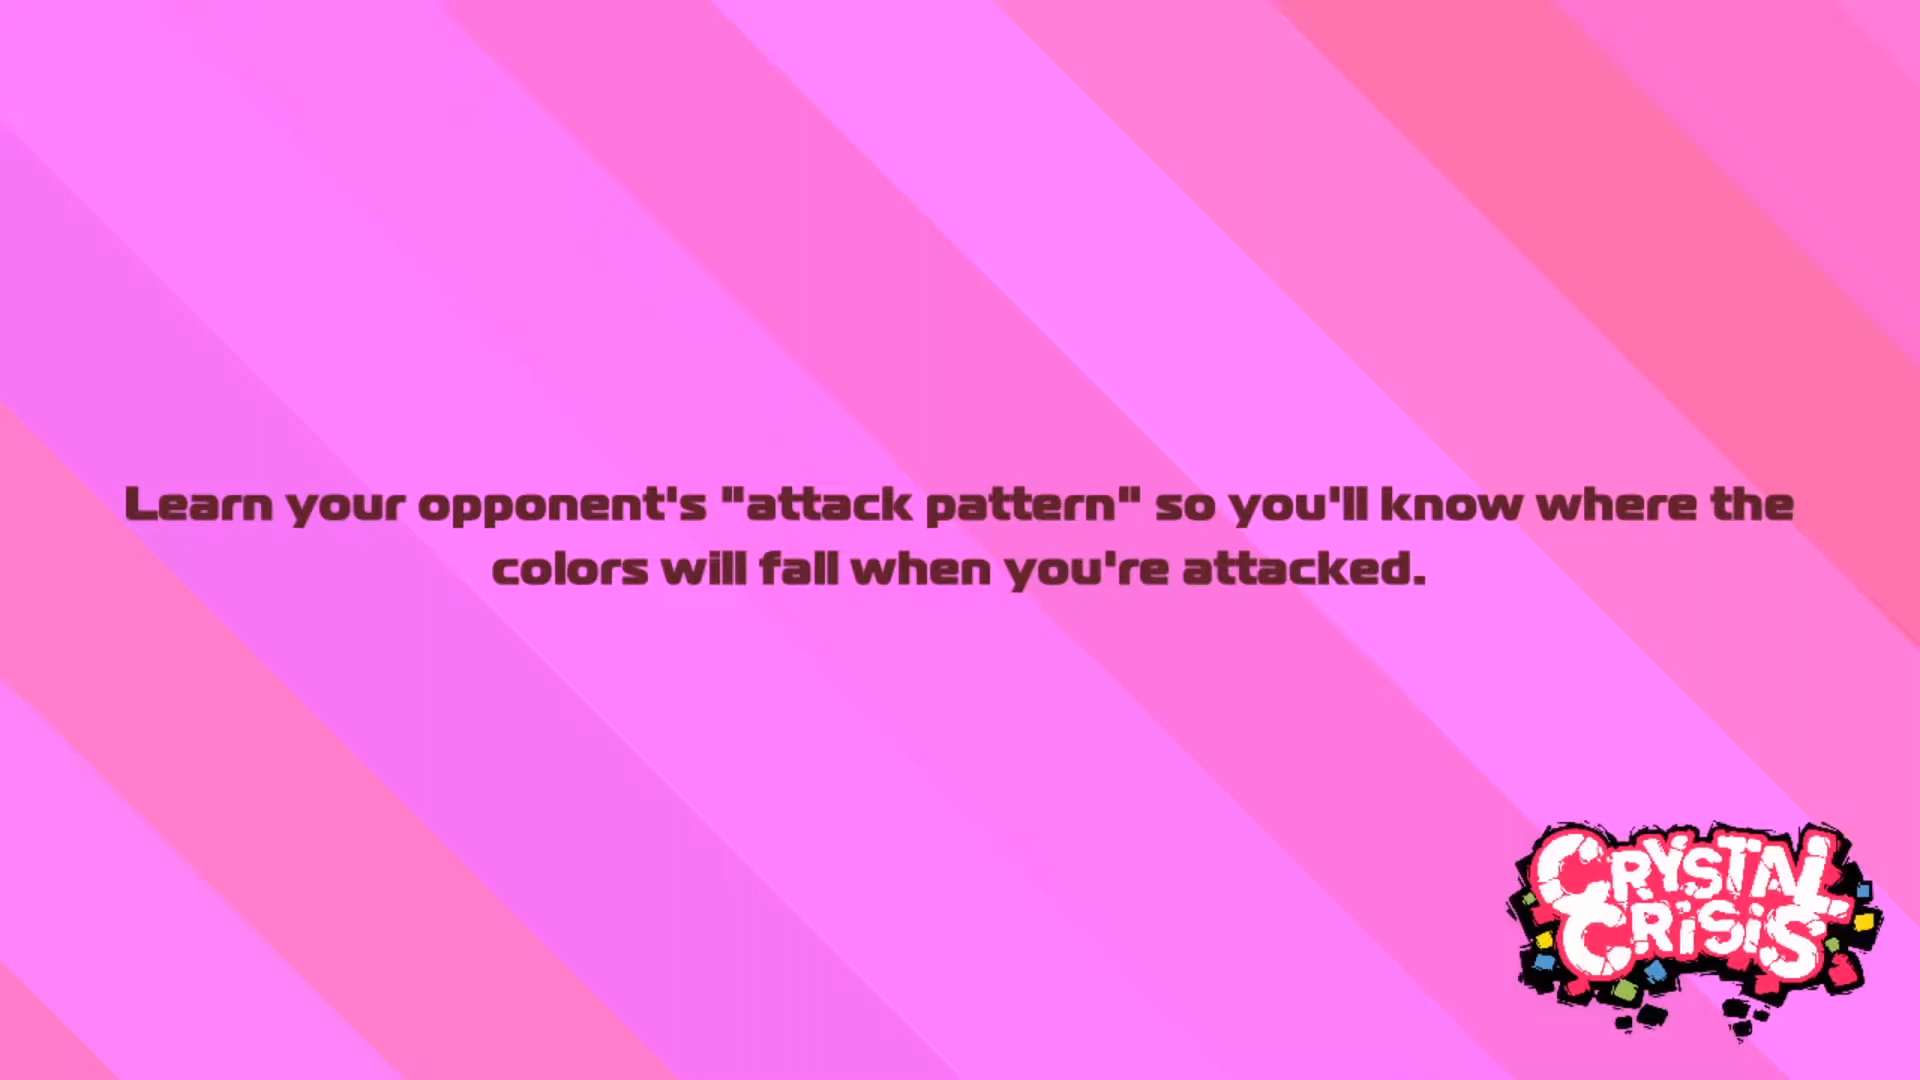 Learn your opponent's "attack pattern" so you'll know where the
colors will fall when you're attacked.
CRYSTAL
CRISIS